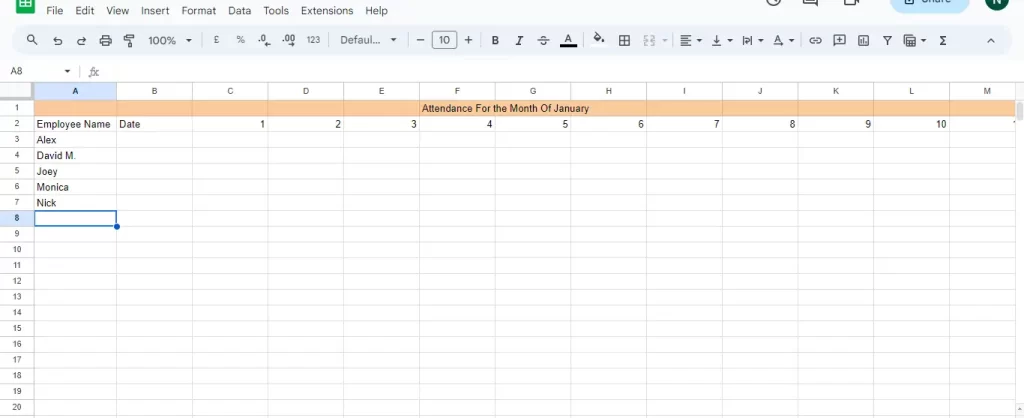 File Edit View Insert Format Data Tools Extensions Help
100% £ % .0 .00 123 Defaul... − 10 + B I S A Σ
A8 fx
A B C D E F G H I J K L M
1 Attendance For the Month Of January
2 Employee Name Date 1 2 3 4 5 6 7 8 9 10
3 Alex
4 David M.
5 Joey
6 Monica
7 Nick
8
9
10
11
12
13
14
15
16
17
18
19
20